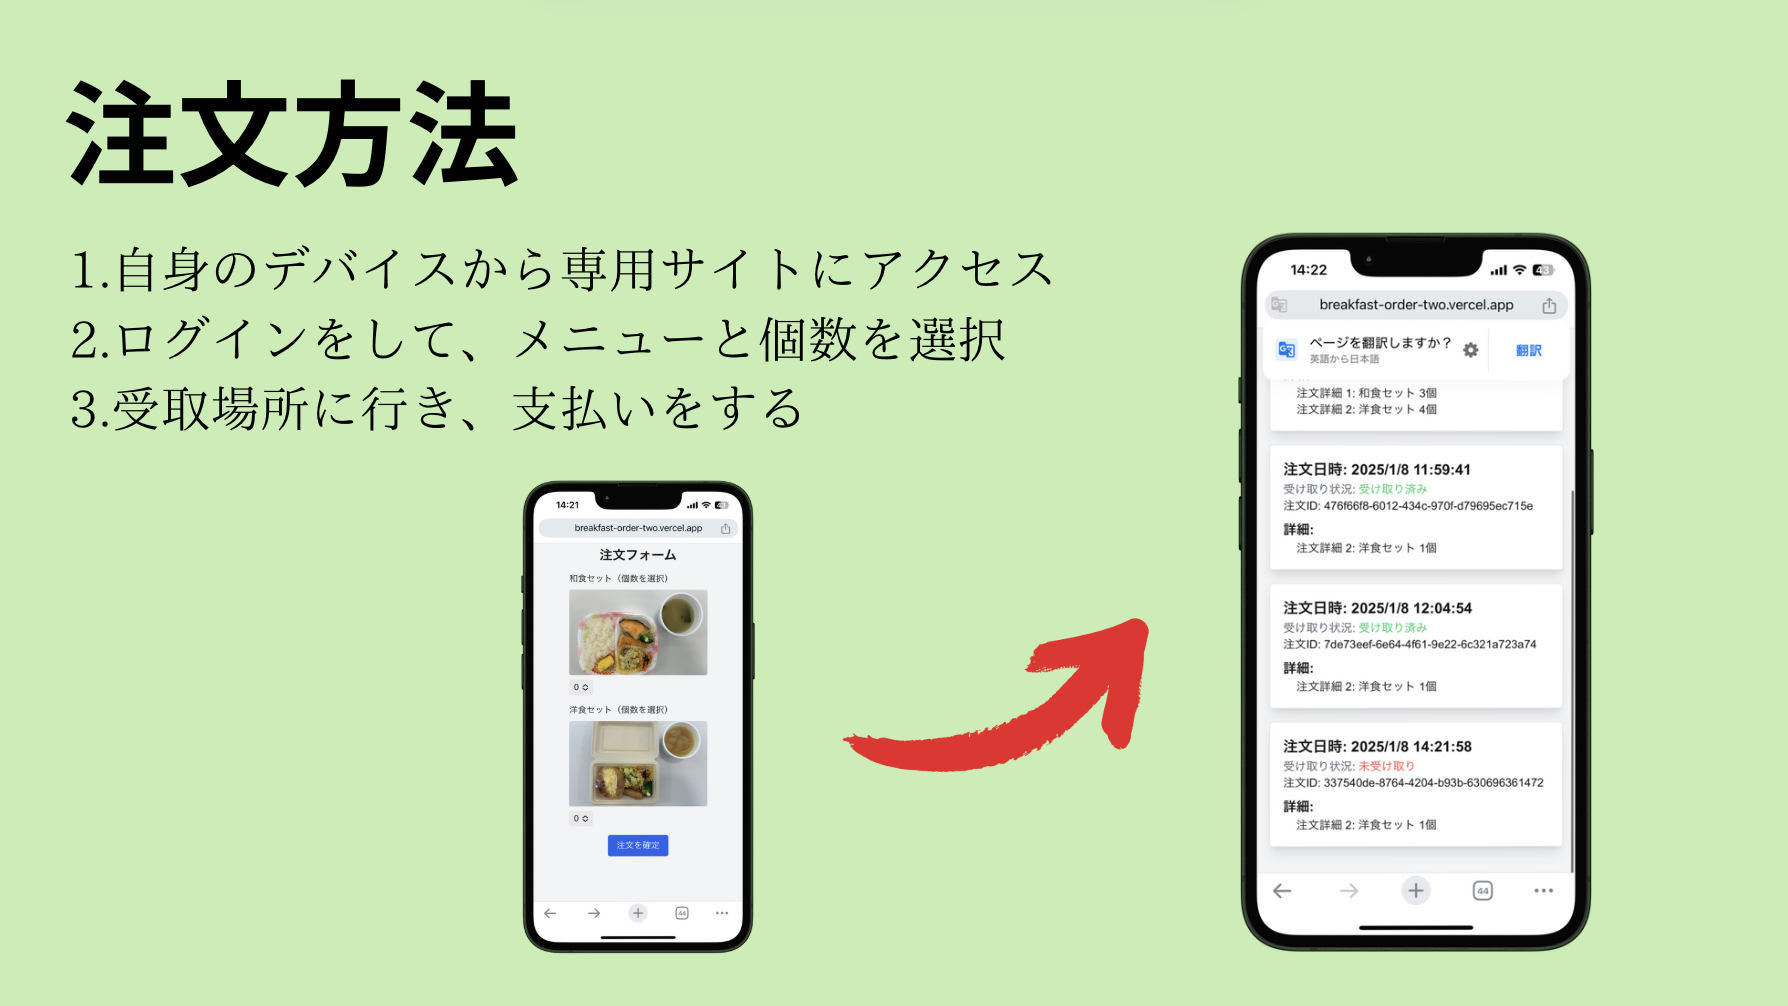 注文方法
1.自身のデバイスから専用サイトにアクセス
2.ログインをして、メニューと個数を選択
3.受取場所に行き、支払いをする
14:21
43
breakfast-order-two.vercel.app
注文フォーム
和食セット（個数を選択）
0
洋食セット（個数を選択）
0
注文を確定
44
14:22
43
breakfast-order-two.vercel.app
ページを翻訳しますか？
英語から日本語
翻訳
注文詳細 1: 和食セット 3個
注文詳細 2: 洋食セット 4個
注文日時: 2025/1/8 11:59:41
受け取り状況: 受け取り済み
注文ID: 476f66f8-6012-434c-970f-d79695ec715e
詳細:
注文詳細 2: 洋食セット 1個
注文日時: 2025/1/8 12:04:54
受け取り状況: 受け取り済み
注文ID: 7de73eef-6e64-4f61-9e22-6c321a723a74
詳細:
注文詳細 2: 洋食セット 1個
注文日時: 2025/1/8 14:21:58
受け取り状況: 未受け取り
注文ID: 337540de-8764-4204-b93b-630696361472
詳細:
注文詳細 2: 洋食セット 1個
44